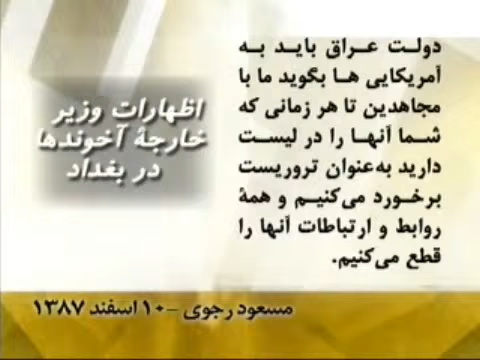 دولت عراق باید به
آمریکایی ها بگوید ما با
مجاهدین تا هر زمانی که
شما آنها را در لیست
دارید به‌عنوان تروریست
برخورد می‌کنیم و همهٔ
روابط و ارتباطات آنها را
قطع می‌کنیم.
اظهارات وزیر
خارجهٔ آخوندها
در بغداد
مسعود رجوی -۱۰ اسفند ۱۳۸۷